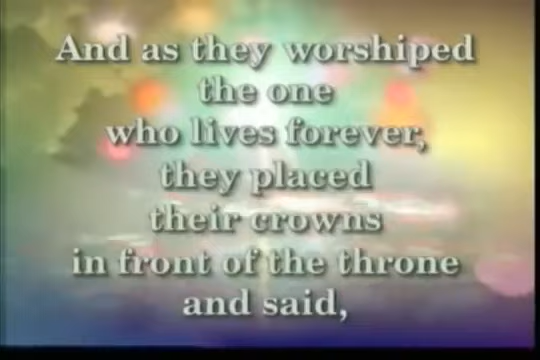 And as they worshiped
the one
who lives forever,
they placed
their crowns
in front of the throne
and said,